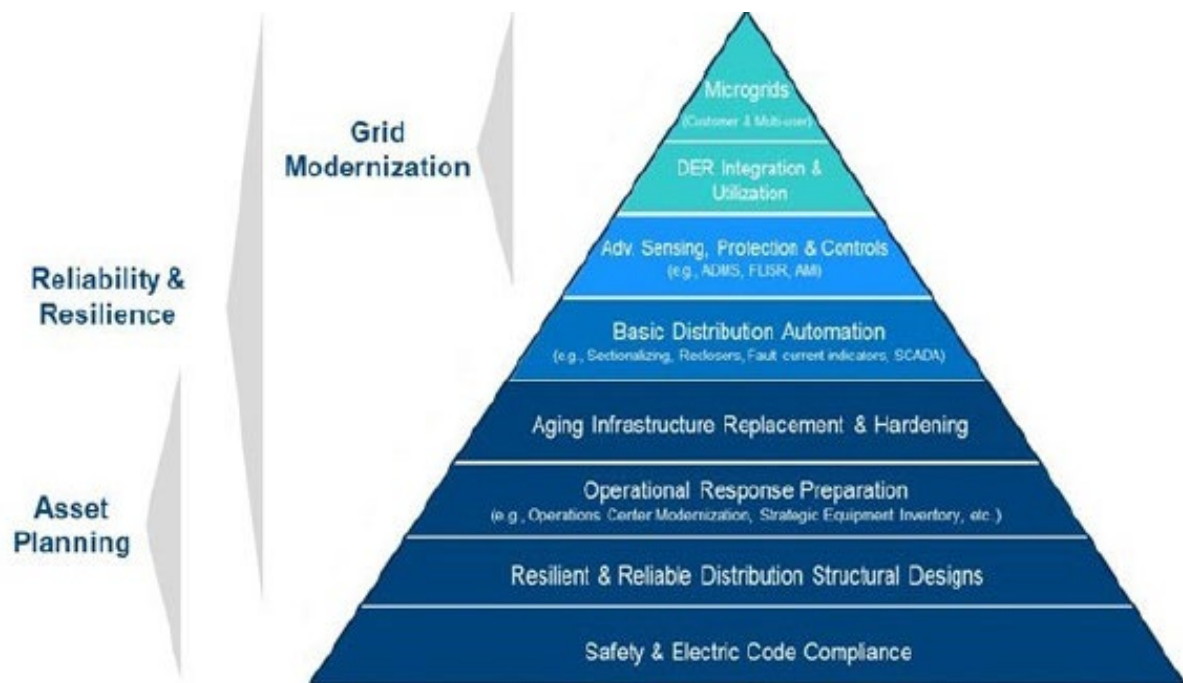 Grid
Modernization
Reliability &
Resilience
Asset
Planning
Microgrids
(Customer & Multi-user)
DER Integration &
Utilization
Adv. Sensing, Protection & Controls
(e.g., ADMS, FLISR, AMI)
Basic Distribution Automation
(e.g., Sectionalizing, Reclosers, Fault current indicators, SCADA)
Aging Infrastructure Replacement & Hardening
Operational Response Preparation
(e.g., Operations Center Modernization, Strategic Equipment Inventory, etc.)
Resilient & Reliable Distribution Structural Designs
Safety & Electric Code Compliance